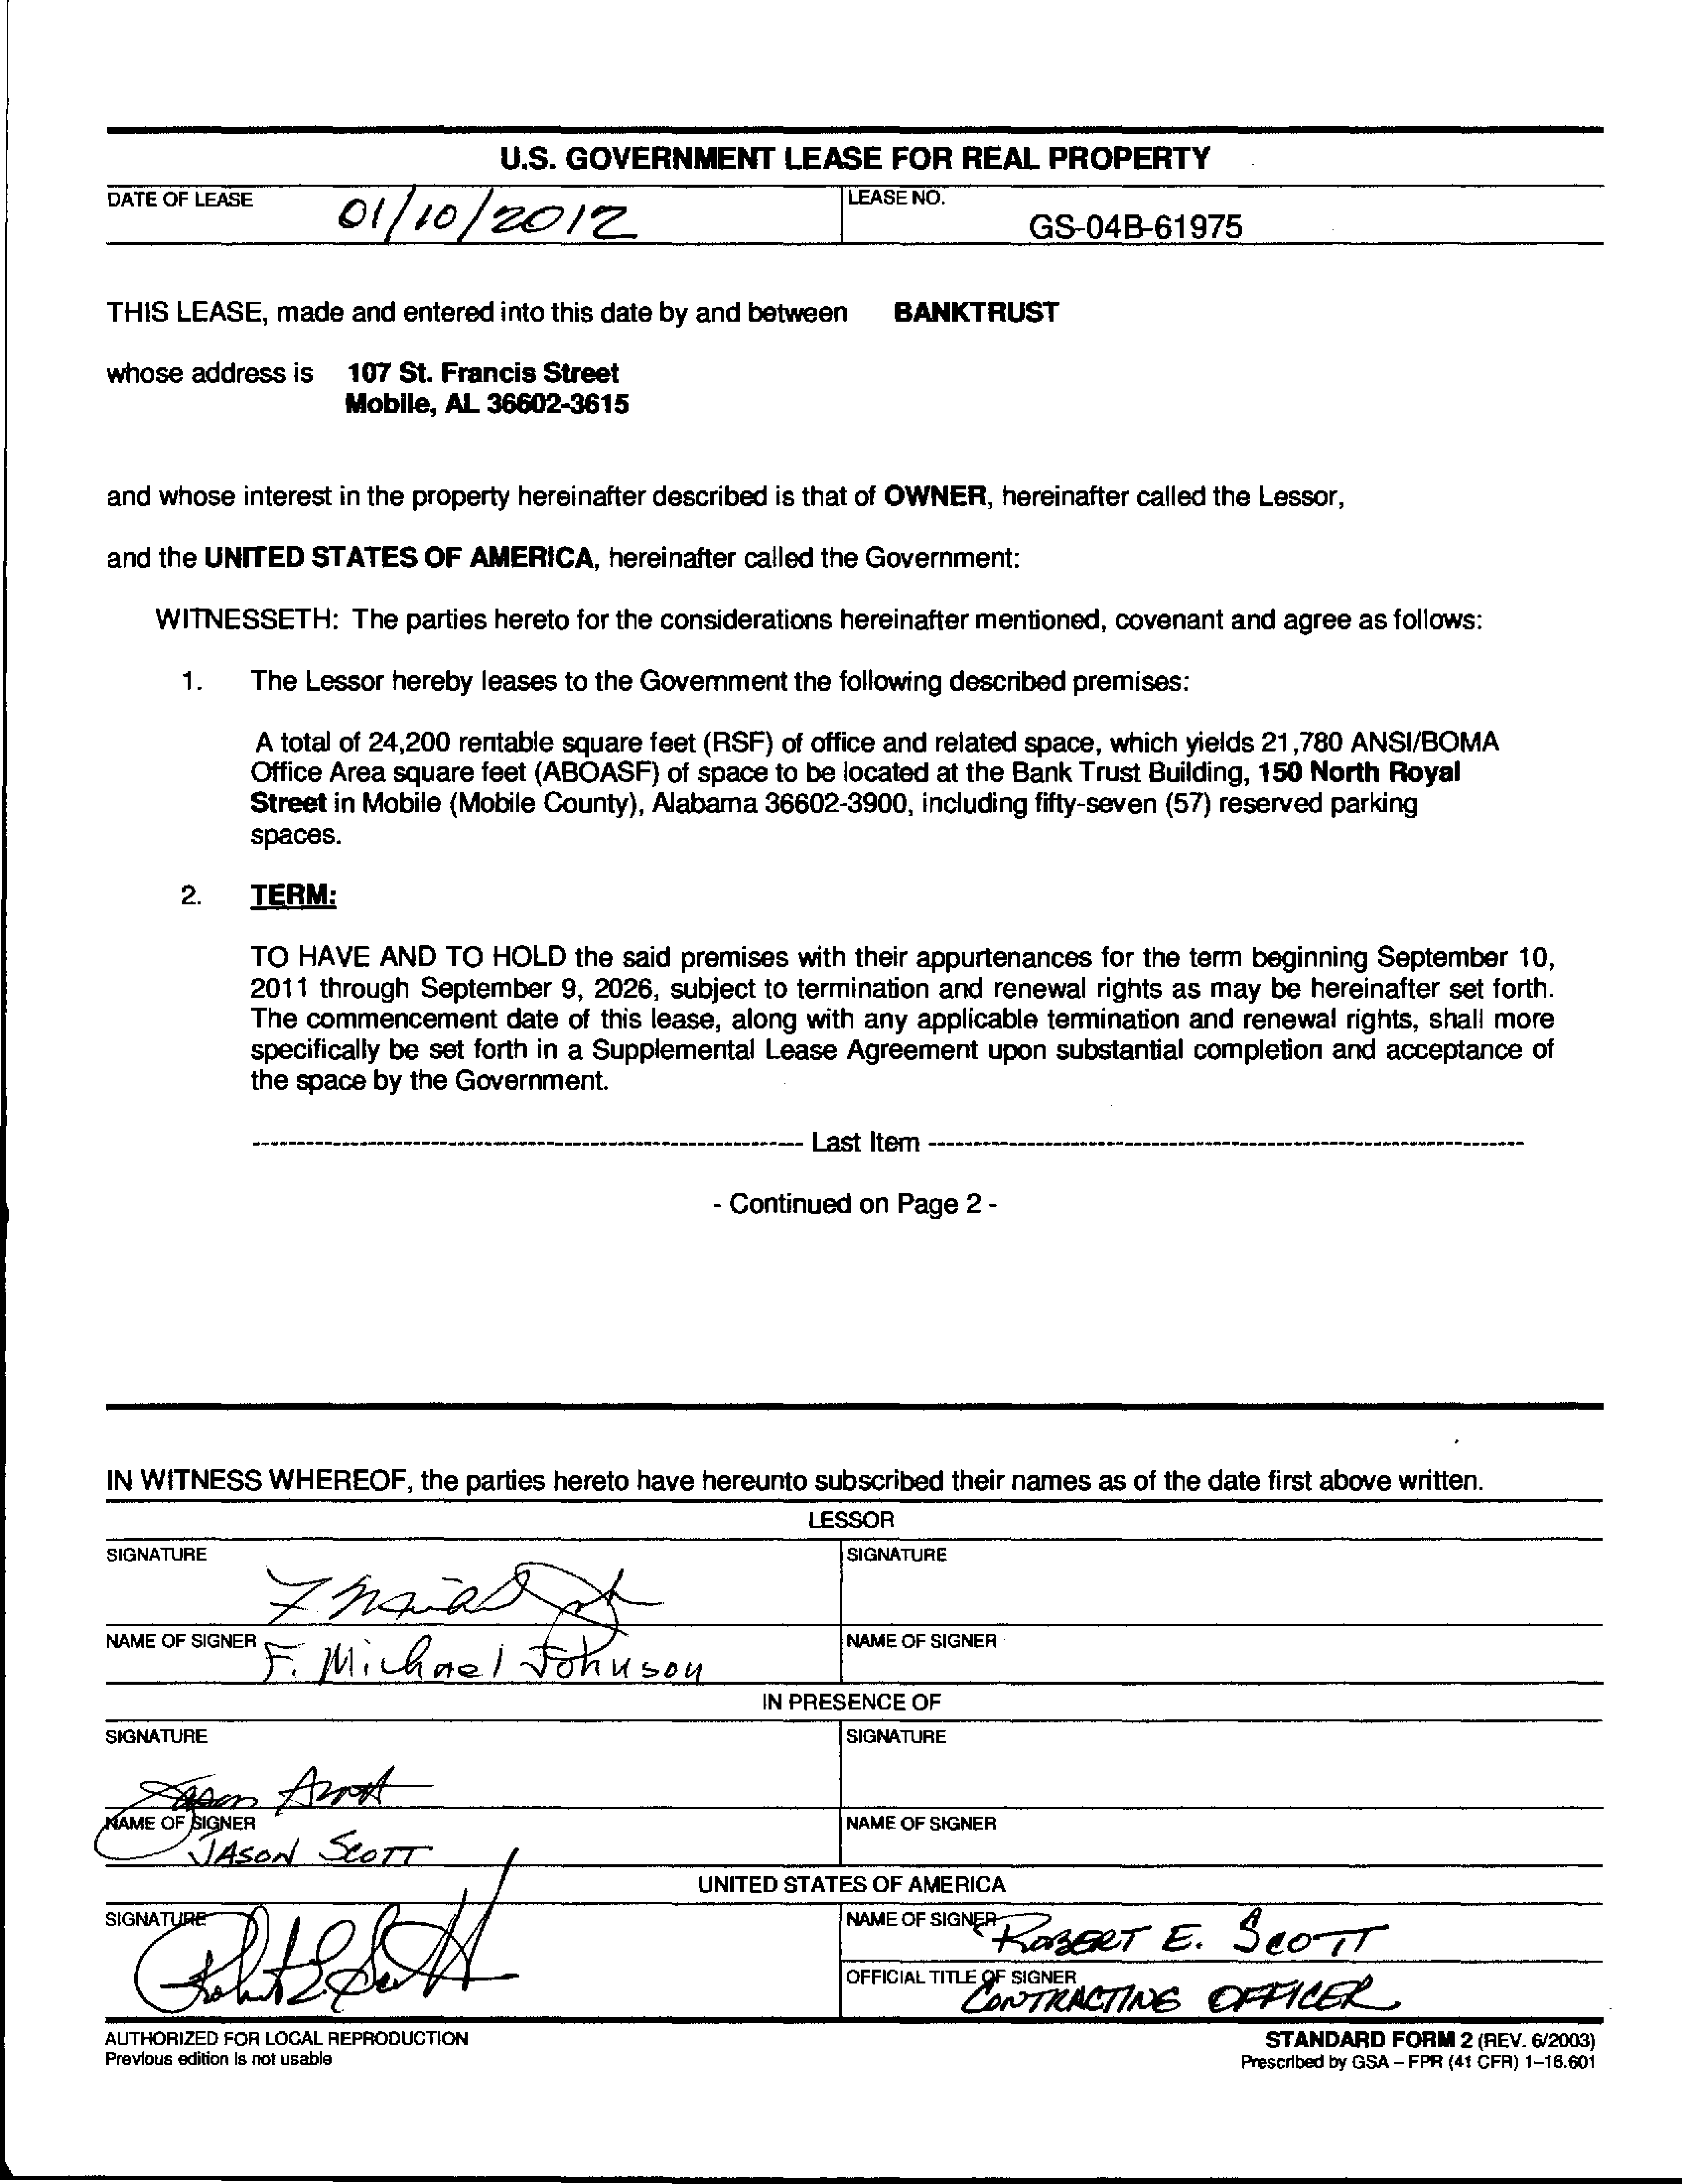 U.S. GOVERNMENT LEASE FOR REAL PROPERTY
DATE OF LEASE 01/10/2012 LEASE NO. GS-04B-61975
THIS LEASE, made and entered into this date by and between BANKTRUST
whose address is 107 St. Francis Street
Mobile, AL 36602-3615
and whose interest in the property hereinafter described is that of OWNER, hereinafter called the Lessor,
and the UNITED STATES OF AMERICA, hereinafter called the Government:
WITNESSETH: The parties hereto for the considerations hereinafter mentioned, covenant and agree as follows:
1. The Lessor hereby leases to the Government the following described premises:
A total of 24,200 rentable square feet (RSF) of office and related space, which yields 21,780 ANSI/BOMA
Office Area square feet (ABOASF) of space to be located at the Bank Trust Building, 150 North Royal
Street in Mobile (Mobile County), Alabama 36602-3900, including fifty-seven (57) reserved parking
spaces.
2. TERM:
TO HAVE AND TO HOLD the said premises with their appurtenances for the term beginning September 10,
2011 through September 9, 2026, subject to termination and renewal rights as may be hereinafter set forth.
The commencement date of this lease, along with any applicable termination and renewal rights, shall more
specifically be set forth in a Supplemental Lease Agreement upon substantial completion and acceptance of
the space by the Government.
---------- Last Item ----------
- Continued on Page 2 -
IN WITNESS WHEREOF, the parties hereto have hereunto subscribed their names as of the date first above written.
LESSOR
SIGNATURE SIGNATURE
NAME OF SIGNER F. Michael Johnson NAME OF SIGNER
IN PRESENCE OF
SIGNATURE SIGNATURE
Jason Scott
NAME OF SIGNER NAME OF SIGNER
JASON SCOTT
UNITED STATES OF AMERICA
SIGNATURE Robert E Scott NAME OF SIGNER ROBERT E. SCOTT
OFFICIAL TITLE OF SIGNER CONTRACTING OFFICER
AUTHORIZED FOR LOCAL REPRODUCTION STANDARD FORM 2 (REV. 6/2003)
Previous edition is not usable Prescribed by GSA – FPR (41 CFR) 1–16.601